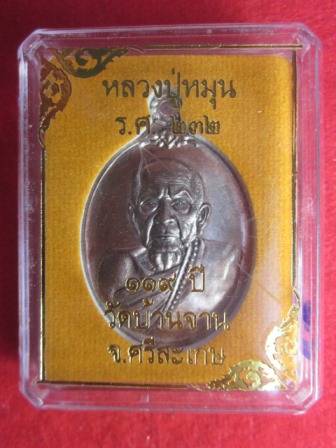 หลวงปู่หมุน
ร.ศ. ๒๓๒
๑๑๙ ปี
วัดบ้านจาน
จ.ศรีสะเกษ